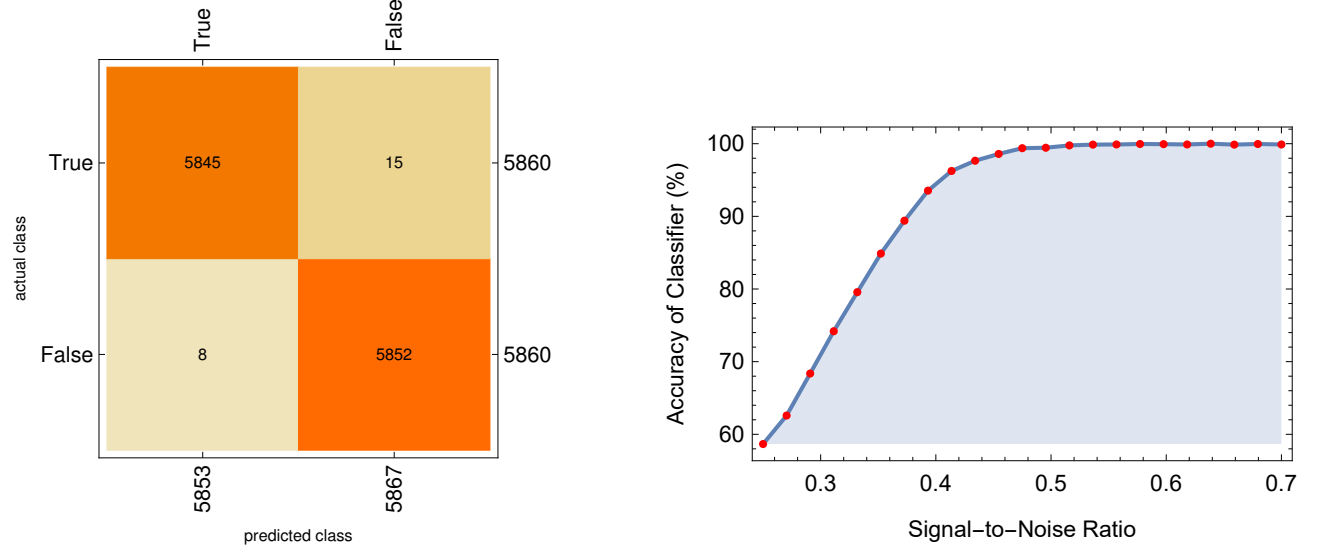 True
False
True
5845
15
5860
actual class
False
8
5852
5860
5853
5867
predicted class
100
90
80
70
60
Accuracy of Classifier (%)
0.3
0.4
0.5
0.6
0.7
Signal−to−Noise Ratio